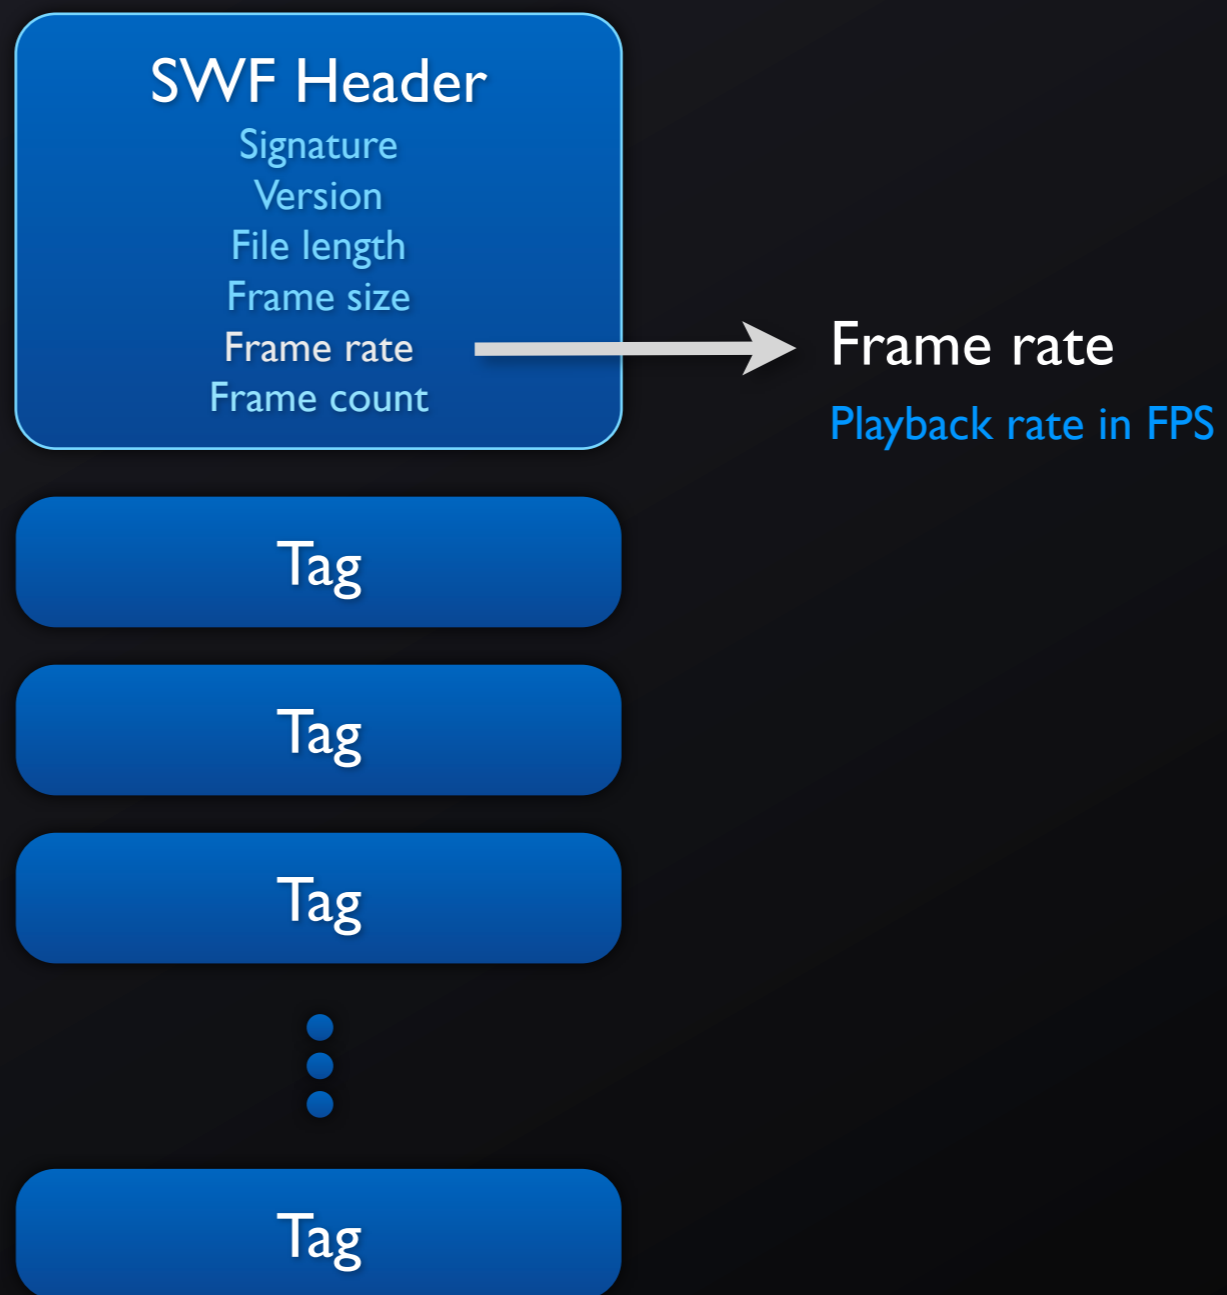 SWF Header
Signature
Version
File length
Frame size
Frame rate
Frame count
Frame rate
Playback rate in FPS
Tag
Tag
Tag
Tag